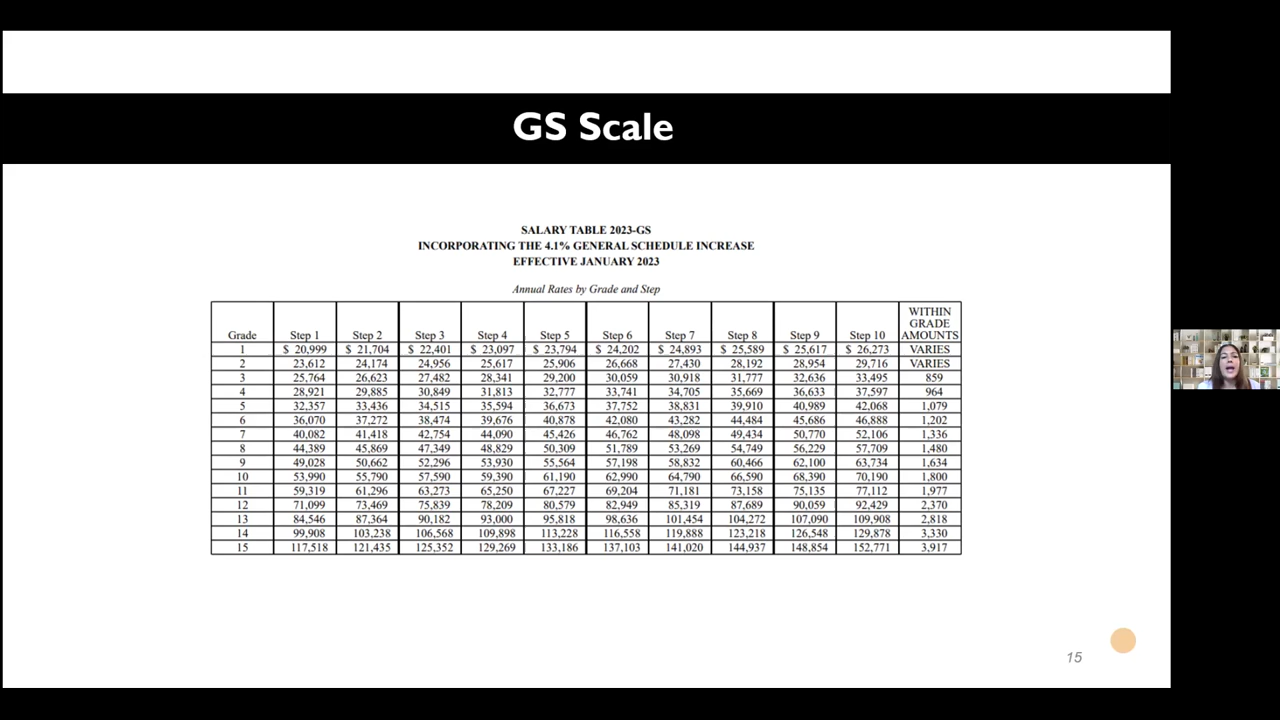 GS Scale
SALARY TABLE 2023-GS
INCORPORATING THE 4.1% GENERAL SCHEDULE INCREASE
EFFECTIVE JANUARY 2023
Annual Rates by Grade and Step
Grade Step 1 Step 2 Step 3 Step 4 Step 5 Step 6 Step 7 Step 8 Step 9 Step 10 WITHIN GRADE AMOUNTS
1 $ 20,999 $ 21,704 $ 22,401 $ 23,097 $ 23,794 $ 24,202 $ 24,893 $ 25,589 $ 25,617 $ 26,273 VARIES
2 23,612 24,174 24,956 25,617 25,906 26,668 27,430 28,192 28,954 29,716 VARIES
3 25,764 26,623 27,482 28,341 29,200 30,059 30,918 31,777 32,636 33,495 859
4 28,921 29,885 30,849 31,813 32,777 33,741 34,705 35,669 36,633 37,597 964
5 32,357 33,436 34,515 35,594 36,673 37,752 38,831 39,910 40,989 42,068 1,079
6 36,070 37,272 38,474 39,676 40,878 42,080 43,282 44,484 45,686 46,888 1,202
7 40,082 41,418 42,754 44,090 45,426 46,762 48,098 49,434 50,770 52,106 1,336
8 44,389 45,869 47,349 48,829 50,309 51,789 53,269 54,749 56,229 57,709 1,480
9 49,028 50,662 52,296 53,930 55,564 57,198 58,832 60,466 62,100 63,734 1,634
10 53,990 55,790 57,590 59,390 61,190 62,990 64,790 66,590 68,390 70,190 1,800
11 59,319 61,296 63,273 65,250 67,227 69,204 71,181 73,158 75,135 77,112 1,977
12 71,099 73,469 75,839 78,209 80,579 82,949 85,319 87,689 90,059 92,429 2,370
13 84,546 87,364 90,182 93,000 95,818 98,636 101,454 104,272 107,090 109,908 2,818
14 99,908 103,238 106,568 109,898 113,228 116,558 119,888 123,218 126,548 129,878 3,330
15 117,518 121,435 125,352 129,269 133,186 137,103 141,020 144,937 148,854 152,771 3,917
15